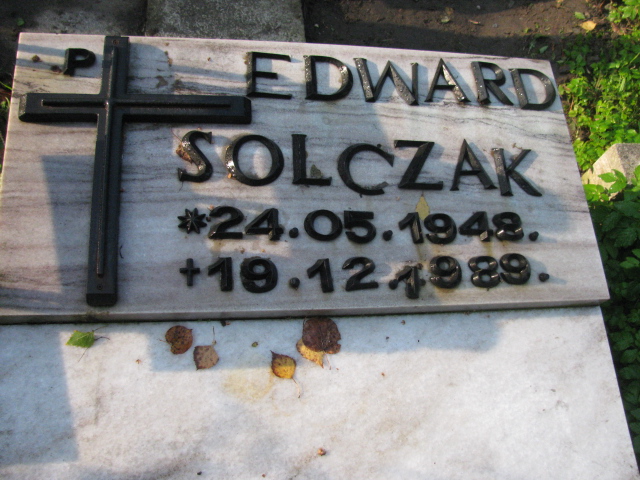 .P
EDWARD
SOLCZAK
*24.05.1948.
+19.12.1989.